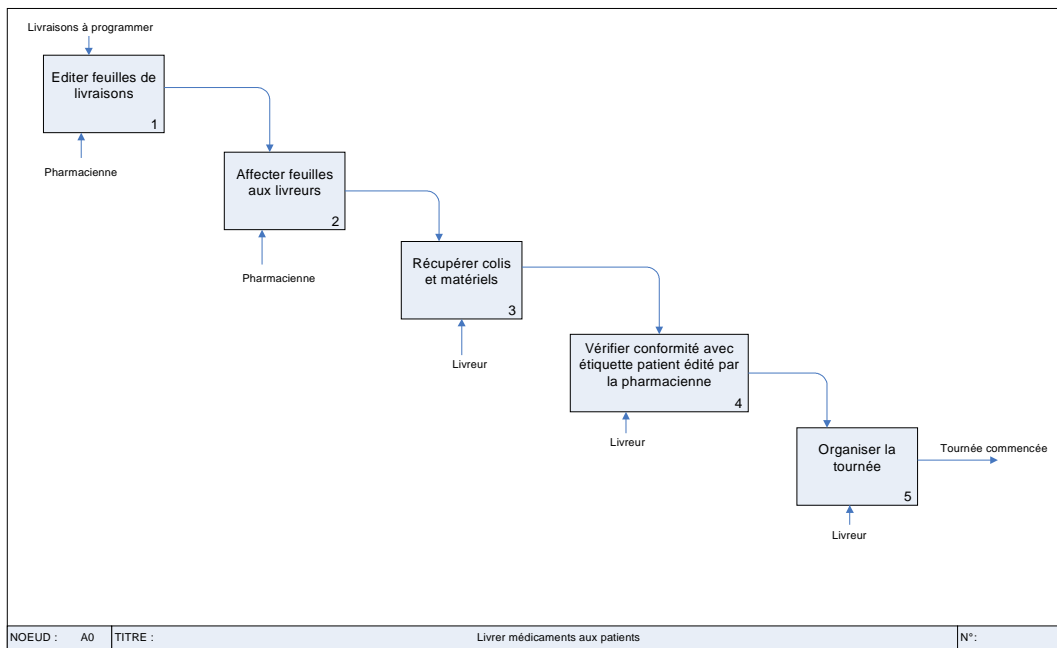 Livraisons à programmer
Editer feuilles de
livraisons
1
Pharmacienne
Affecter feuilles
aux livreurs
2
Pharmacienne
Récupérer colis
et matériels
3
Livreur
Vérifier conformité avec
étiquette patient édité par
la pharmacienne
4
Livreur
Organiser la
tournée
5
Tournée commencée
Livreur
NOEUD : A0 TITRE : Livrer médicaments aux patients N°: